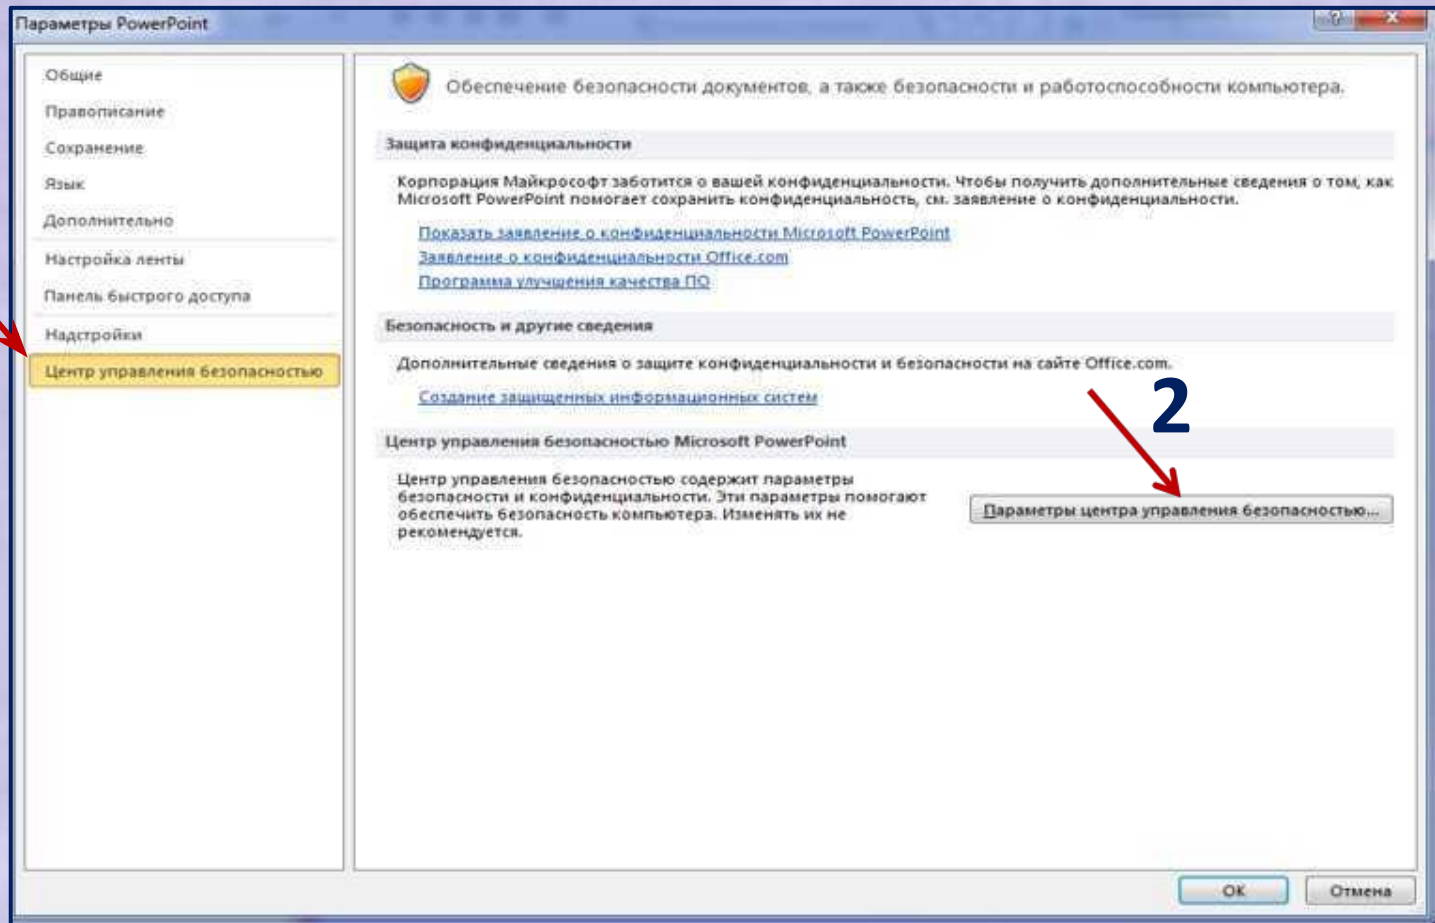 Параметры PowerPoint
Общие
Правописание
Сохранение
Язык
Дополнительно
Настройка ленты
Панель быстрого доступа
Надстройки
Центр управления безопасностью
Обеспечение безопасности документов, а также безопасности и работоспособности компьютера.
Защита конфиденциальности
Корпорация Майкрософт заботится о вашей конфиденциальности. Чтобы получить дополнительные сведения о том, как
Microsoft PowerPoint помогает сохранить конфиденциальность, см. заявление о конфиденциальности.
Показать заявление о конфиденциальности Microsoft PowerPoint
Заявление о конфиденциальности Office.com
Программа улучшения качества ПО
Безопасность и другие сведения
Дополнительные сведения о защите конфиденциальности и безопасности на сайте Office.com.
Создание защищенных информационных систем
2
Центр управления безопасностью Microsoft PowerPoint
Центр управления безопасностью содержит параметры
безопасности и конфиденциальности. Эти параметры помогают
обеспечить безопасность компьютера. Изменять их не
рекомендуется.
Параметры центра управления безопасностью...
ОК
Отмена